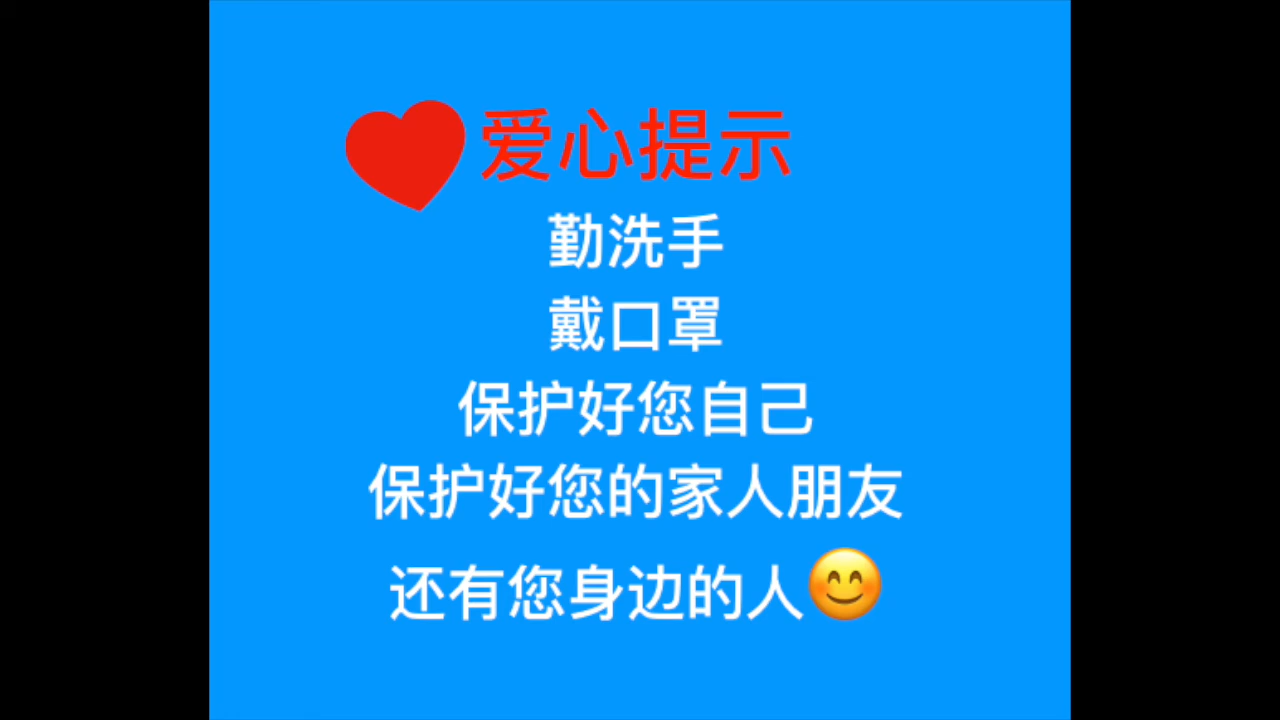 爱心提示
勤洗手
戴口罩
保护好您自己
保护好您的家人朋友
还有您身边的人😊